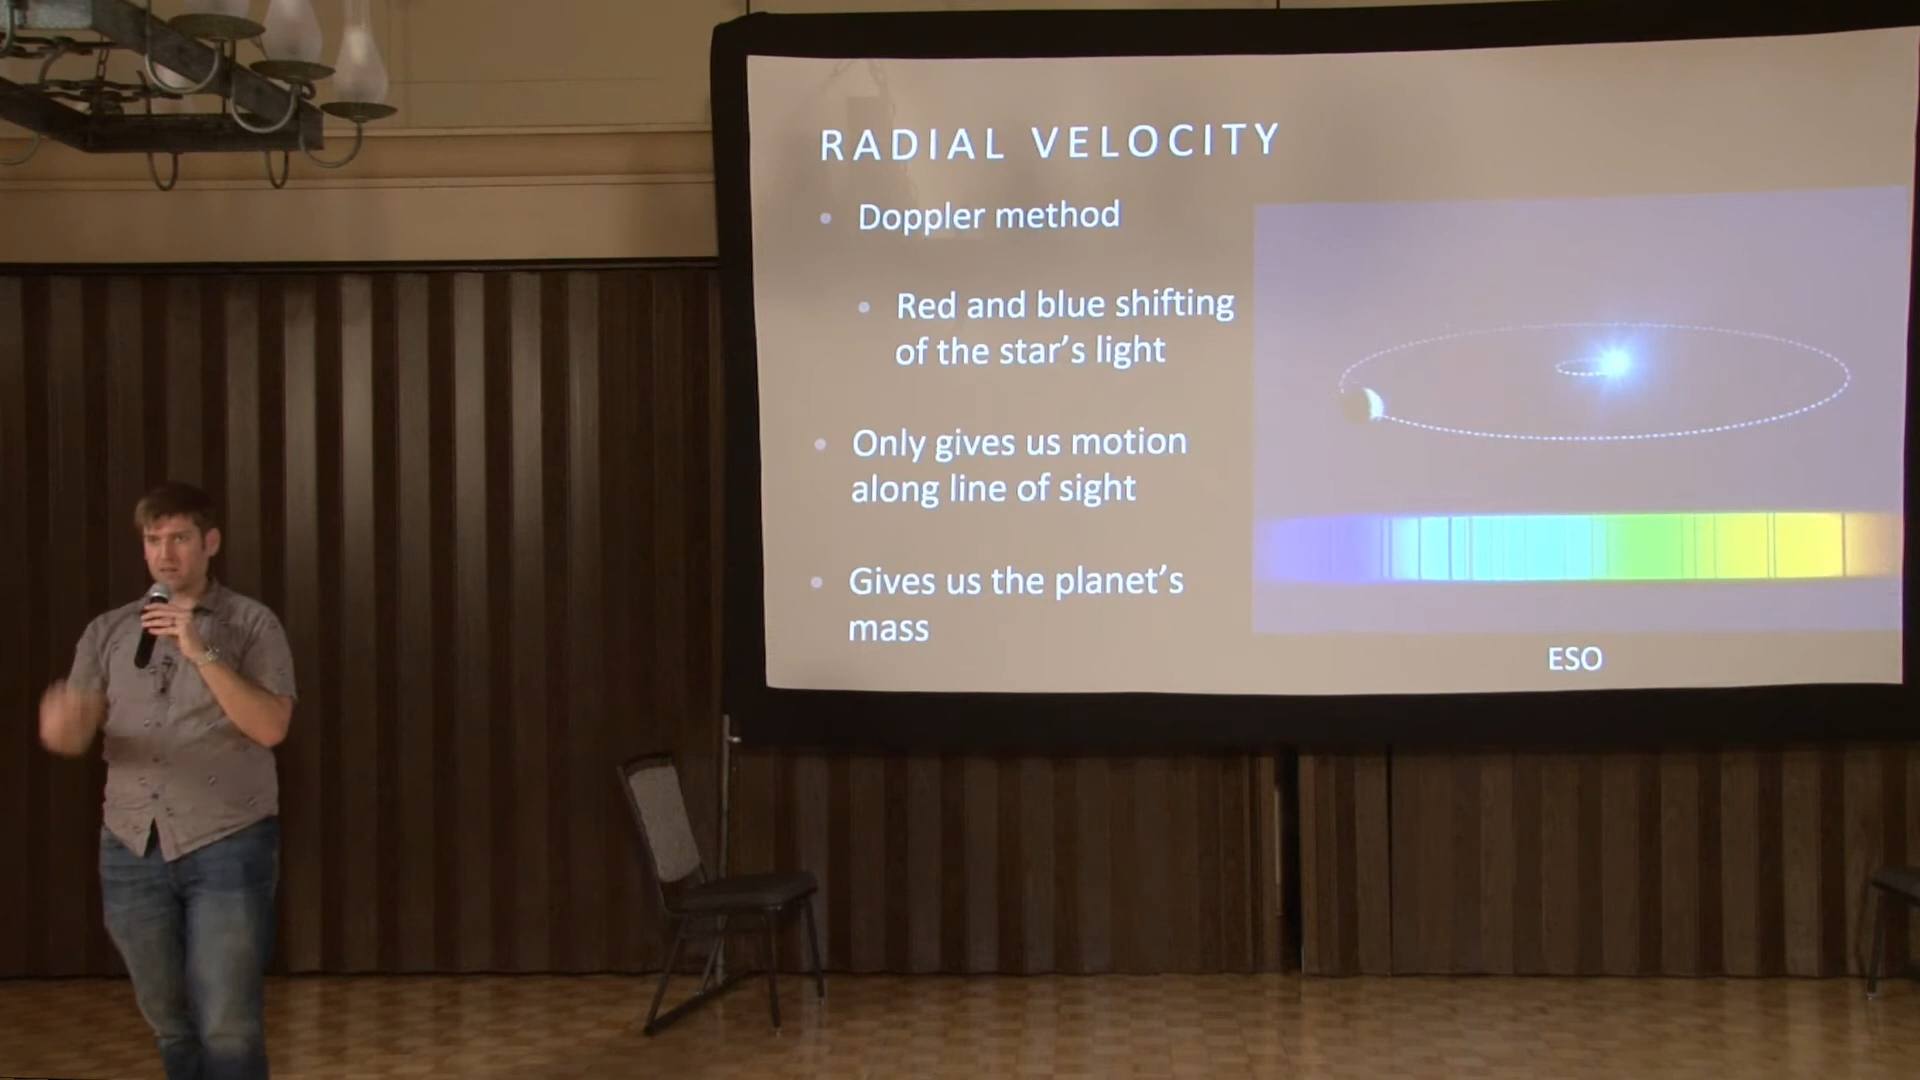 RADIAL VELOCITY
Doppler method
Red and blue shifting
of the star's light
Only gives us motion
along line of sight
Gives us the planet's
mass
ESO